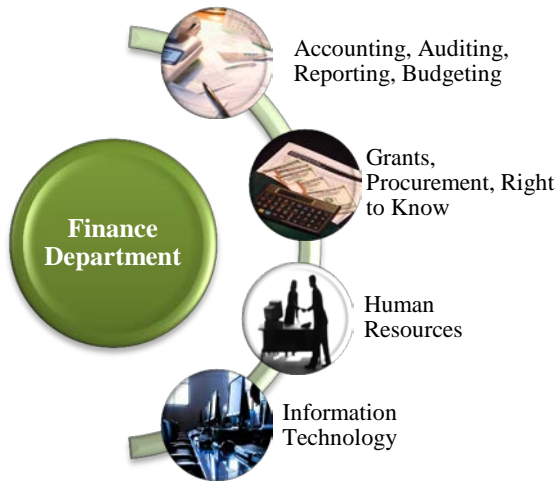 Accounting, Auditing,
Reporting, Budgeting
Grants,
Procurement, Right
to Know
Finance
Department
Human
Resources
Information
Technology